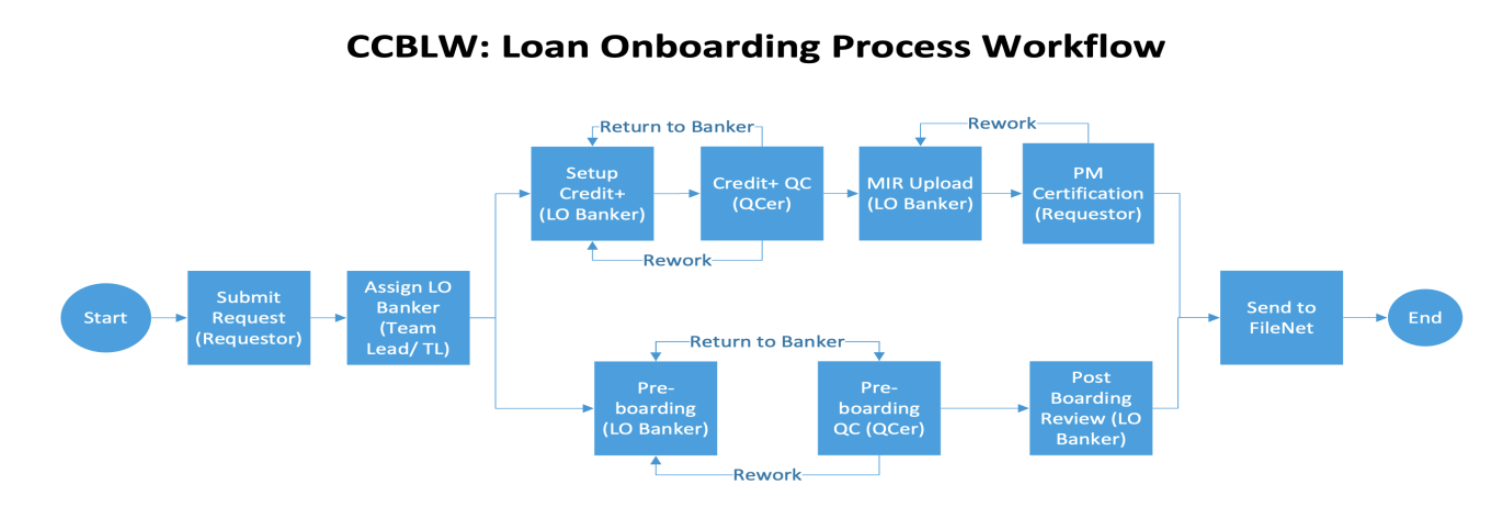 CCBLW: Loan Onboarding Process Workflow
Return to Banker
Rework
Setup
Credit+
(LO Banker)
Credit+ QC
(QCer)
MIR Upload
(LO Banker)
PM
Certification
(Requestor)
Rework
Start
Submit
Request
(Requestor)
Assign LO
Banker
(Team
Lead/ TL)
Send to
FileNet
End
Return to Banker
Pre-
boarding
(LO Banker)
Pre-
boarding
QC (QCer)
Post
Boarding
Review (LO
Banker)
Rework